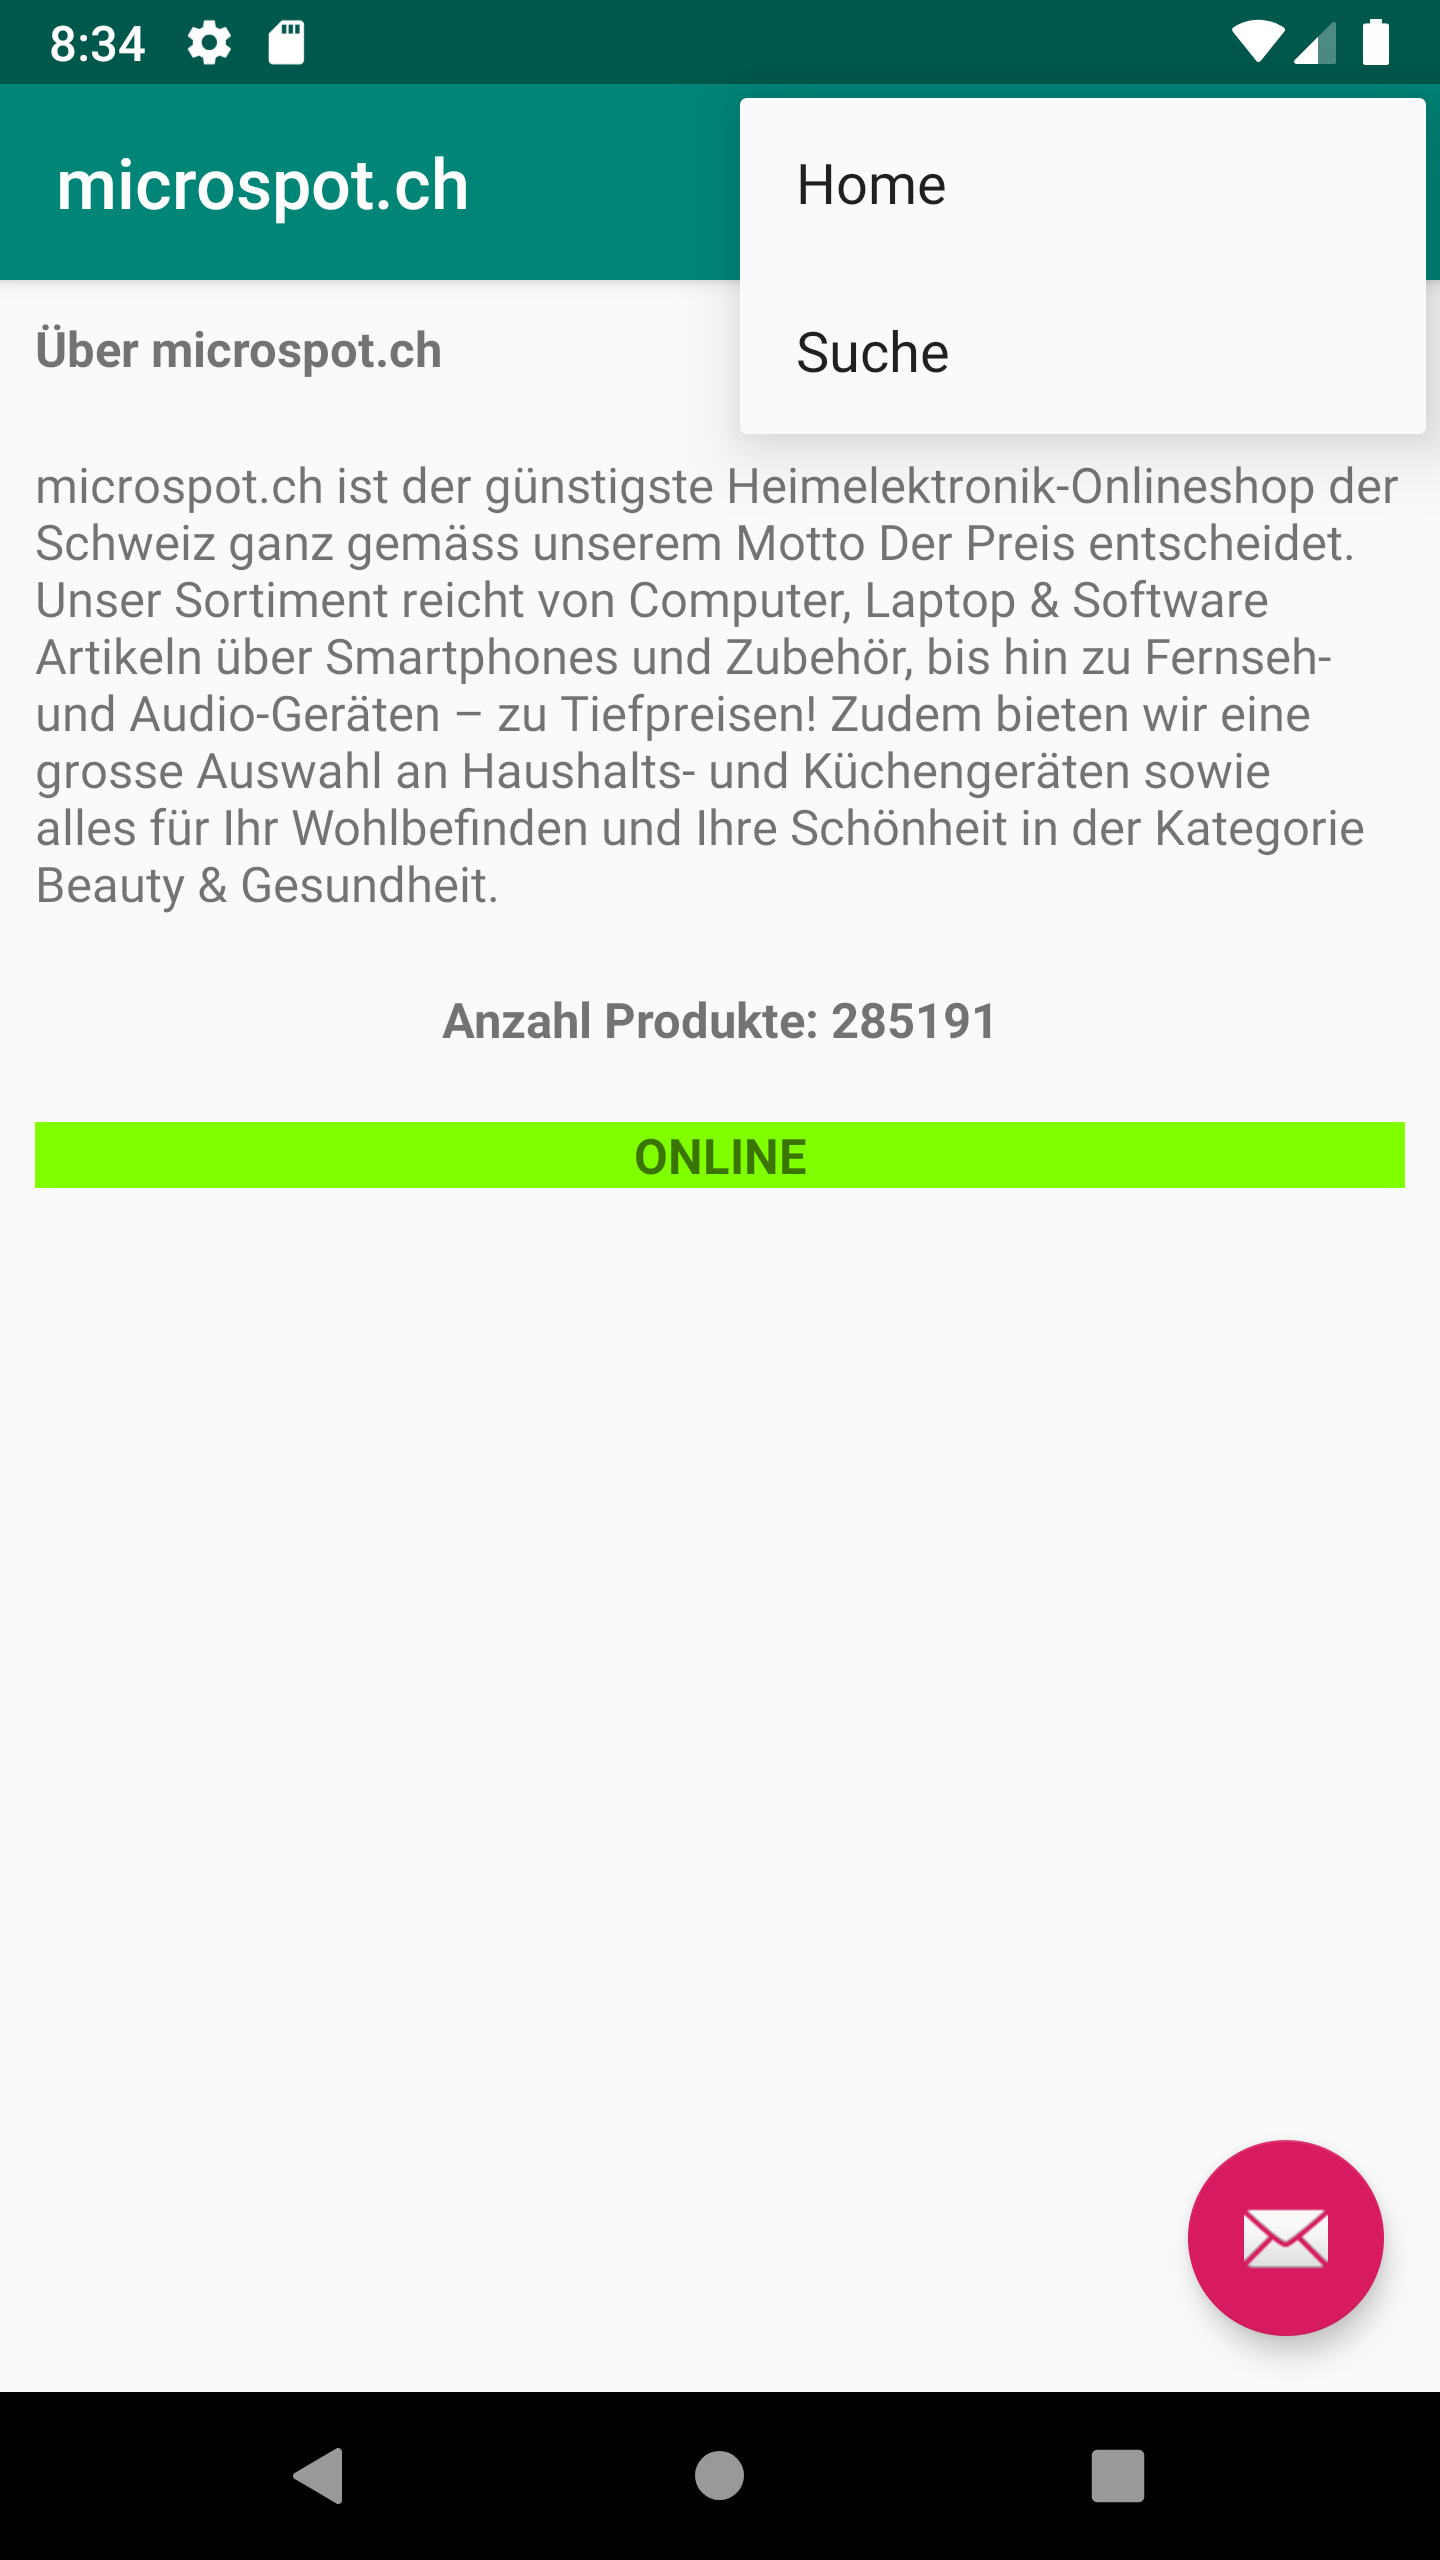 8:34
microspot.ch
Home
Suche
Über microspot.ch
microspot.ch ist der günstigste Heimelektronik-Onlineshop der
Schweiz ganz gemäss unserem Motto Der Preis entscheidet.
Unser Sortiment reicht von Computer, Laptop & Software
Artikeln über Smartphones und Zubehör, bis hin zu Fernseh-
und Audio-Geräten – zu Tiefpreisen! Zudem bieten wir eine
grosse Auswahl an Haushalts- und Küchengeräten sowie
alles für Ihr Wohlbefinden und Ihre Schönheit in der Kategorie
Beauty & Gesundheit.
Anzahl Produkte: 285191
ONLINE